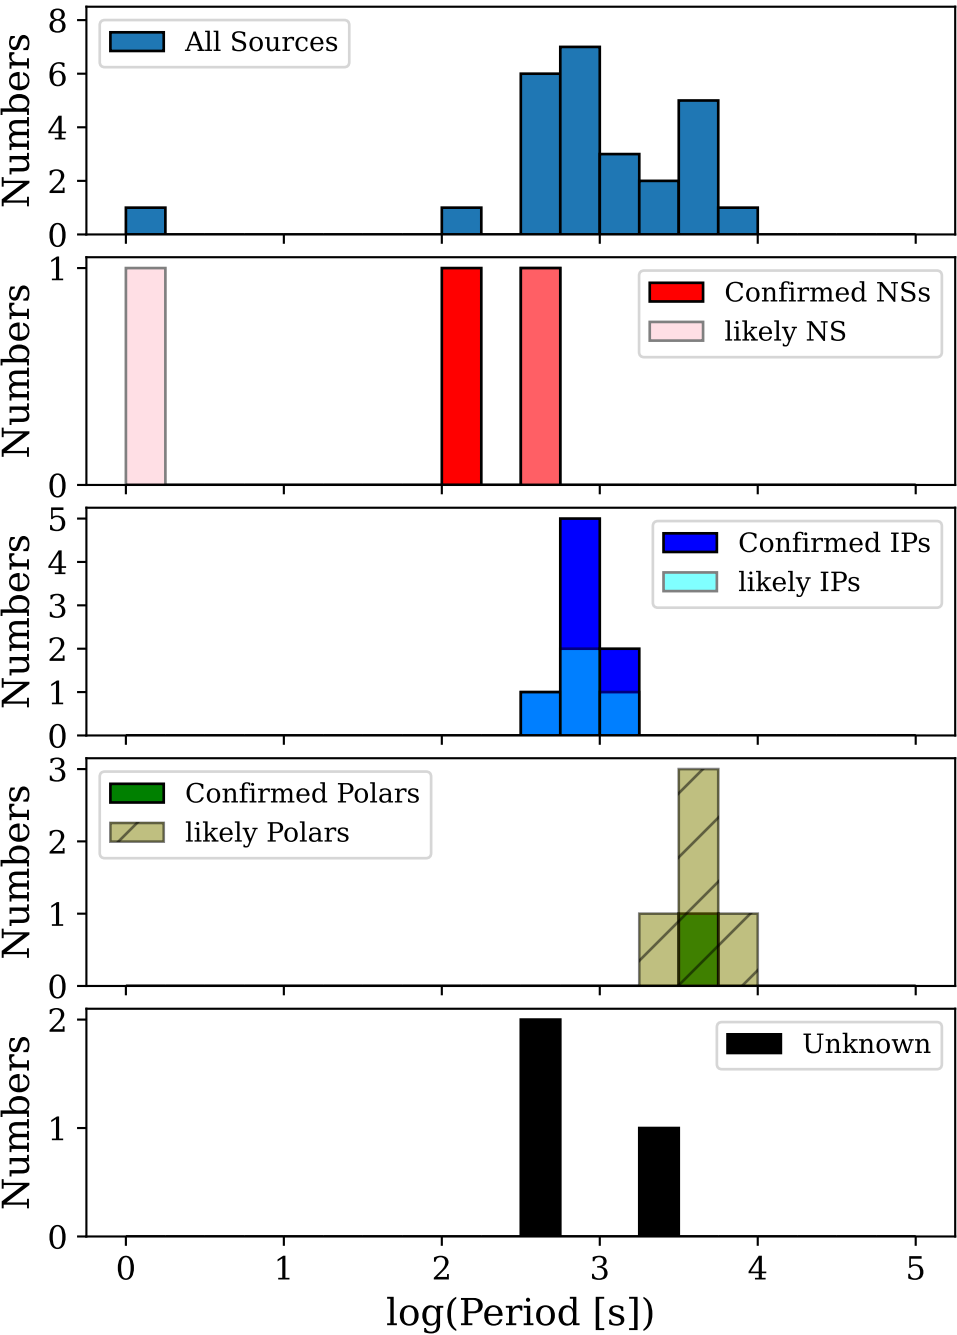 8
6
4
2
0
Numbers
All Sources
1
0
Numbers
Confirmed NSs
likely NS
5
4
3
2
1
0
Numbers
Confirmed IPs
likely IPs
3
2
1
0
Numbers
Confirmed Polars
likely Polars
2
1
0
Numbers
Unknown
0 1 2 3 4 5
log(Period [s])